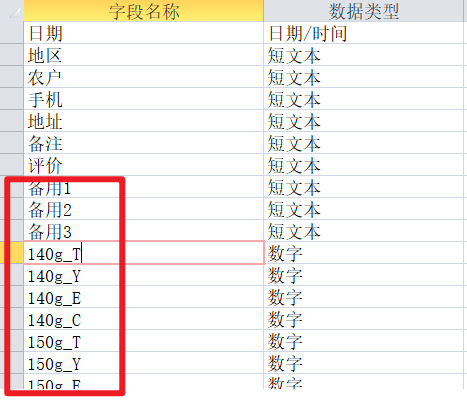 字段名称 数据类型
日期 日期/时间
地区 短文本
农户 短文本
手机 短文本
地址 短文本
备注 短文本
评价 短文本
备用1 短文本
备用2 短文本
备用3 短文本
140g_T 数字
140g_Y 数字
140g_E 数字
140g_C 数字
150g_T 数字
150g_Y 数字
150g_E 数字